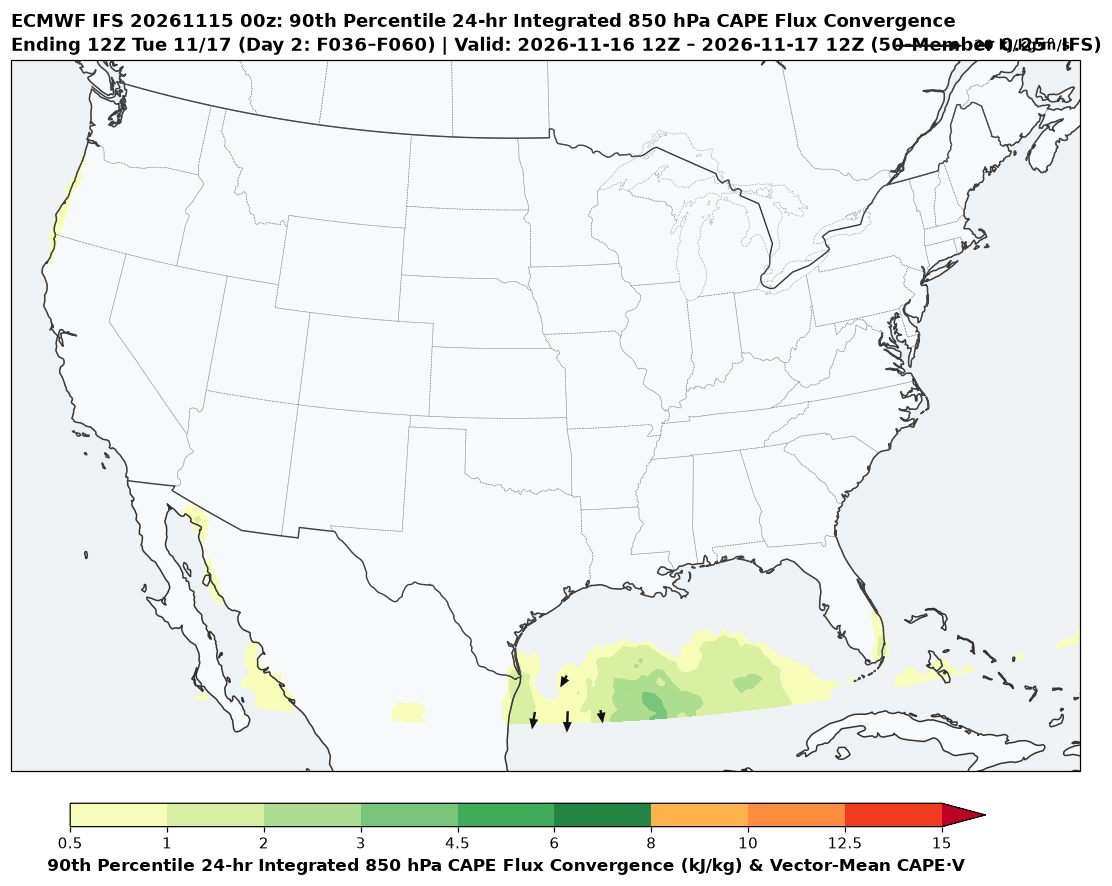 ECMWF IFS 20261115 00z: 90th Percentile 24-hr Integrated 850 hPa CAPE Flux Convergence
Ending 12Z Tue 11/17 (Day 2: F036–F060) | Valid: 2026-11-16 12Z – 2026-11-17 12Z (50-Member 0.25° IFS)
0.5 1 2 3 4.5 6 8 10 12.5 15
90th Percentile 24-hr Integrated 850 hPa CAPE Flux Convergence (kJ/kg) & Vector-Mean CAPE·V